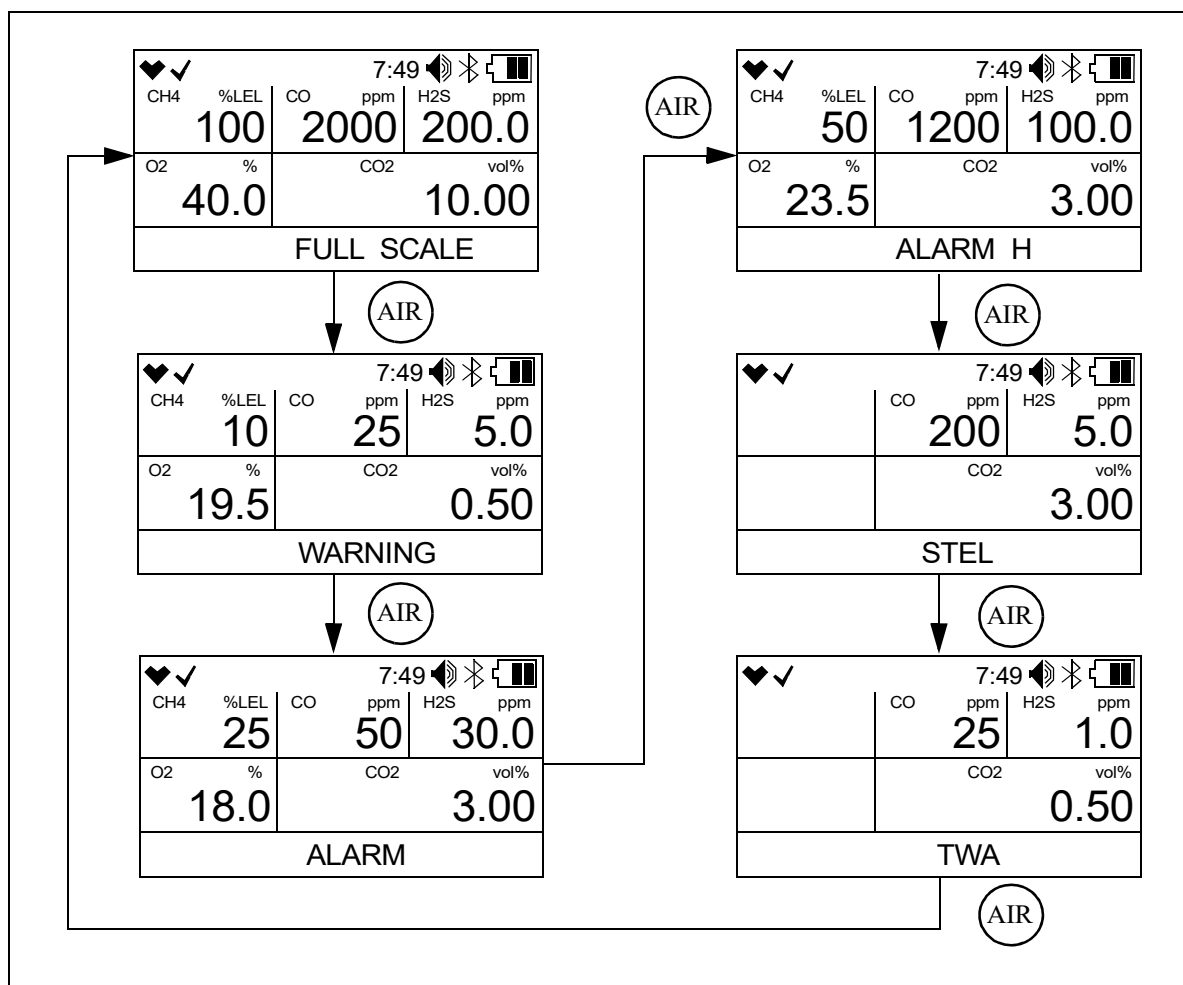 7:49
CH4 %LEL CO ppm H2S ppm
100 2000 200.0
O2 % CO2 vol%
40.0 10.00
FULL SCALE
AIR
7:49
CH4 %LEL CO ppm H2S ppm
10 25 5.0
O2 % CO2 vol%
19.5 0.50
WARNING
AIR
7:49
CH4 %LEL CO ppm H2S ppm
25 50 30.0
O2 % CO2 vol%
18.0 3.00
ALARM
AIR
7:49
CH4 %LEL CO ppm H2S ppm
50 1200 100.0
O2 % CO2 vol%
23.5 3.00
ALARM H
AIR
7:49
CO ppm H2S ppm
200 5.0
CO2 vol%
3.00
STEL
AIR
7:49
CO ppm H2S ppm
25 1.0
CO2 vol%
0.50
TWA
AIR